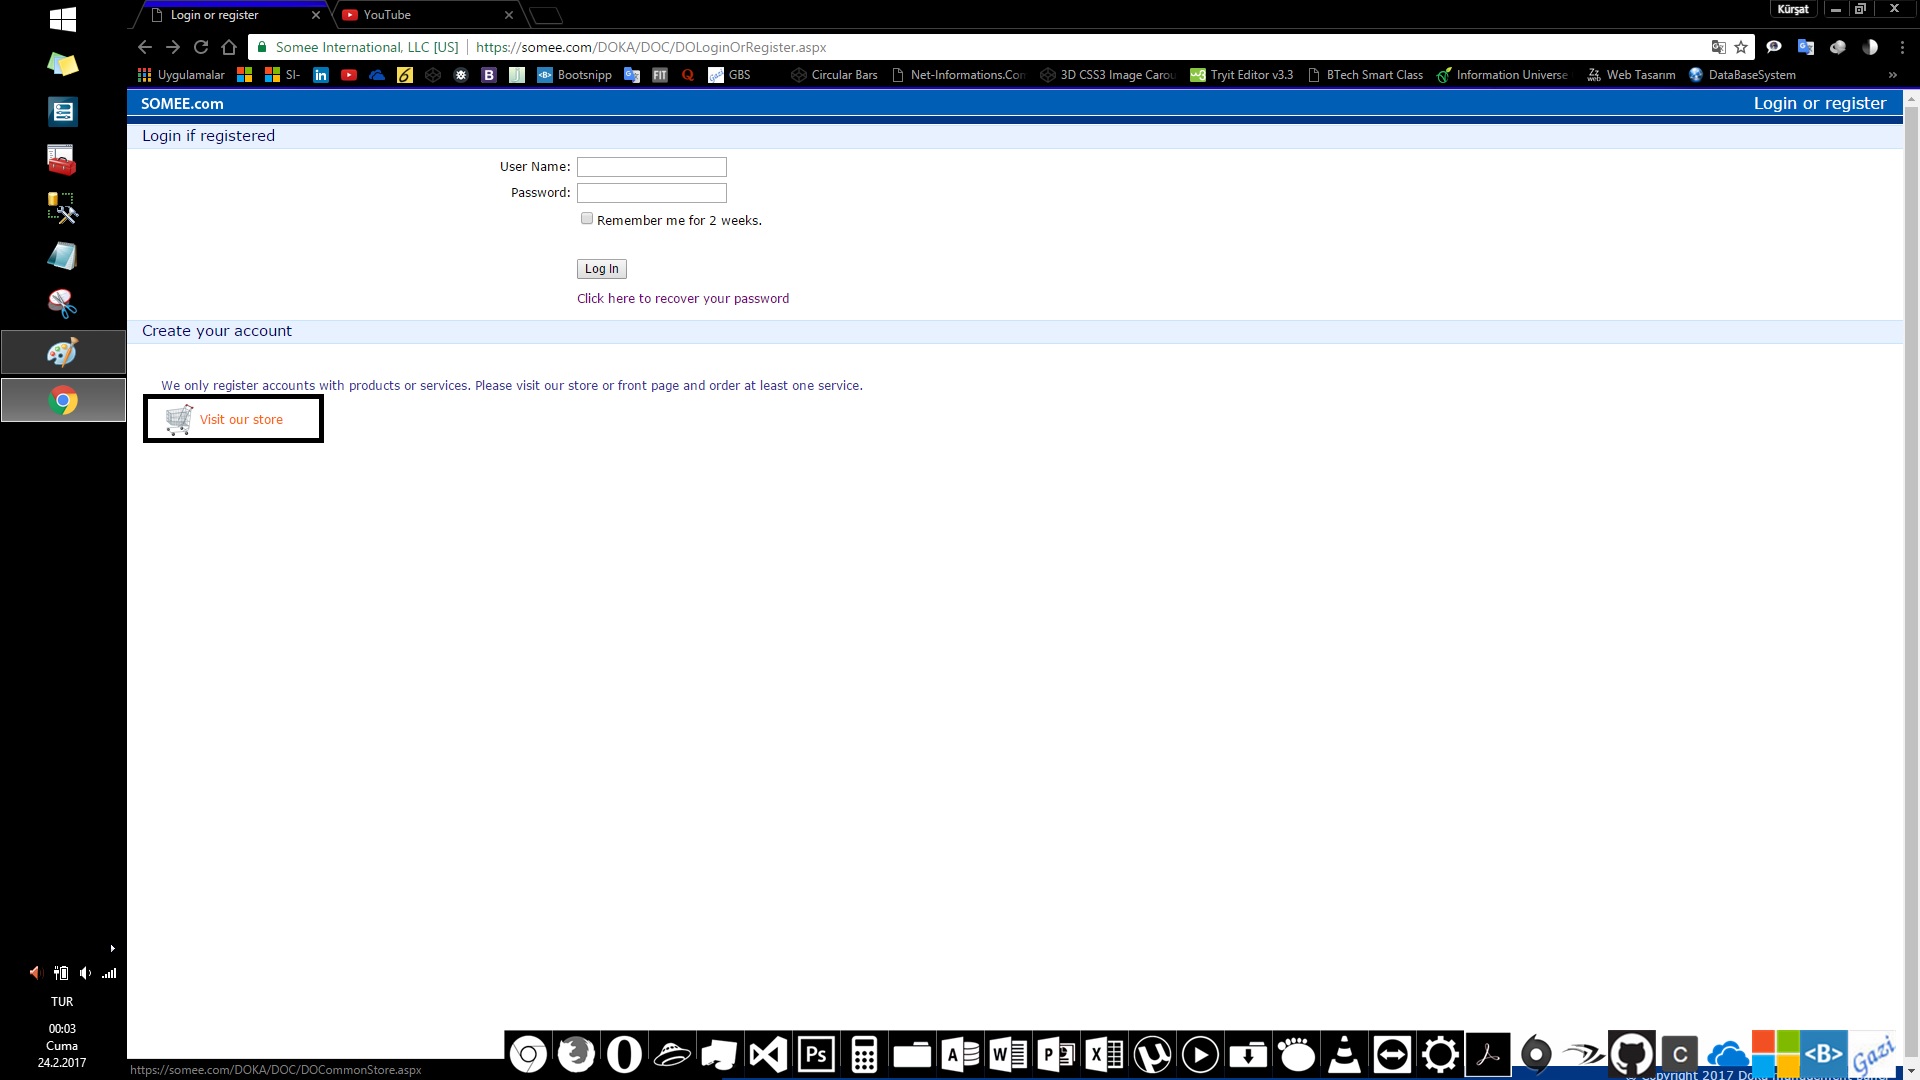 Login or register
YouTube
Kürşat
Somee International, LLC [US]
https://somee.com/DOKA/DOC/DOLoginOrRegister.aspx
Uygulamalar
SI-
Bootsnipp
FIT
Q
GBS
Circular Bars
Net-Informations.Com
3D CSS3 Image Carou
Tryit Editor v3.3
BTech Smart Class
Information Universe
Web Tasarım
DataBaseSystem
»
SOMEE.com
Login or register
Login if registered
User Name:
Password:
Remember me for 2 weeks.
Log In
Click here to recover your password
Create your account
We only register accounts with products or services. Please visit our store or front page and order at least one service.
Visit our store
TUR
00:03
Cuma
24.2.2017
https://somee.com/DOKA/DOC/DOCommonStore.aspx
Ps
C
<B>
Gazi